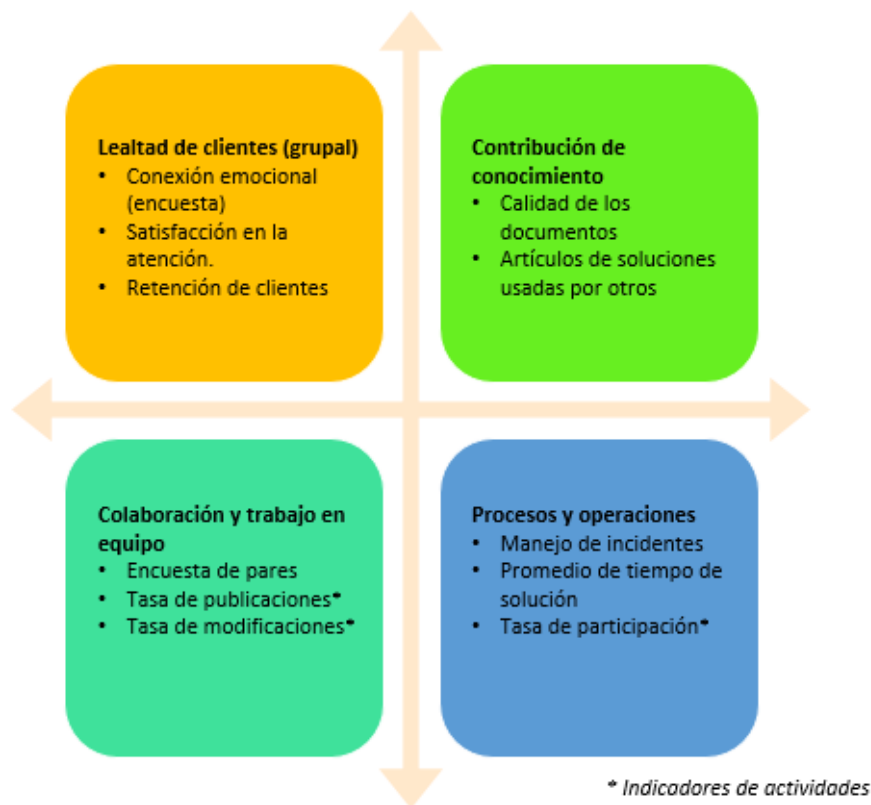 Lealtad de clientes (grupal)
• Conexión emocional
(encuesta)
• Satisfacción en la
atención.
• Retención de clientes
Contribución de
conocimiento
• Calidad de los
documentos
• Artículos de soluciones
usadas por otros
Colaboración y trabajo en
equipo
• Encuesta de pares
• Tasa de publicaciones*
• Tasa de modificaciones*
Procesos y operaciones
• Manejo de incidentes
• Promedio de tiempo de
solución
• Tasa de participación*
* Indicadores de actividades